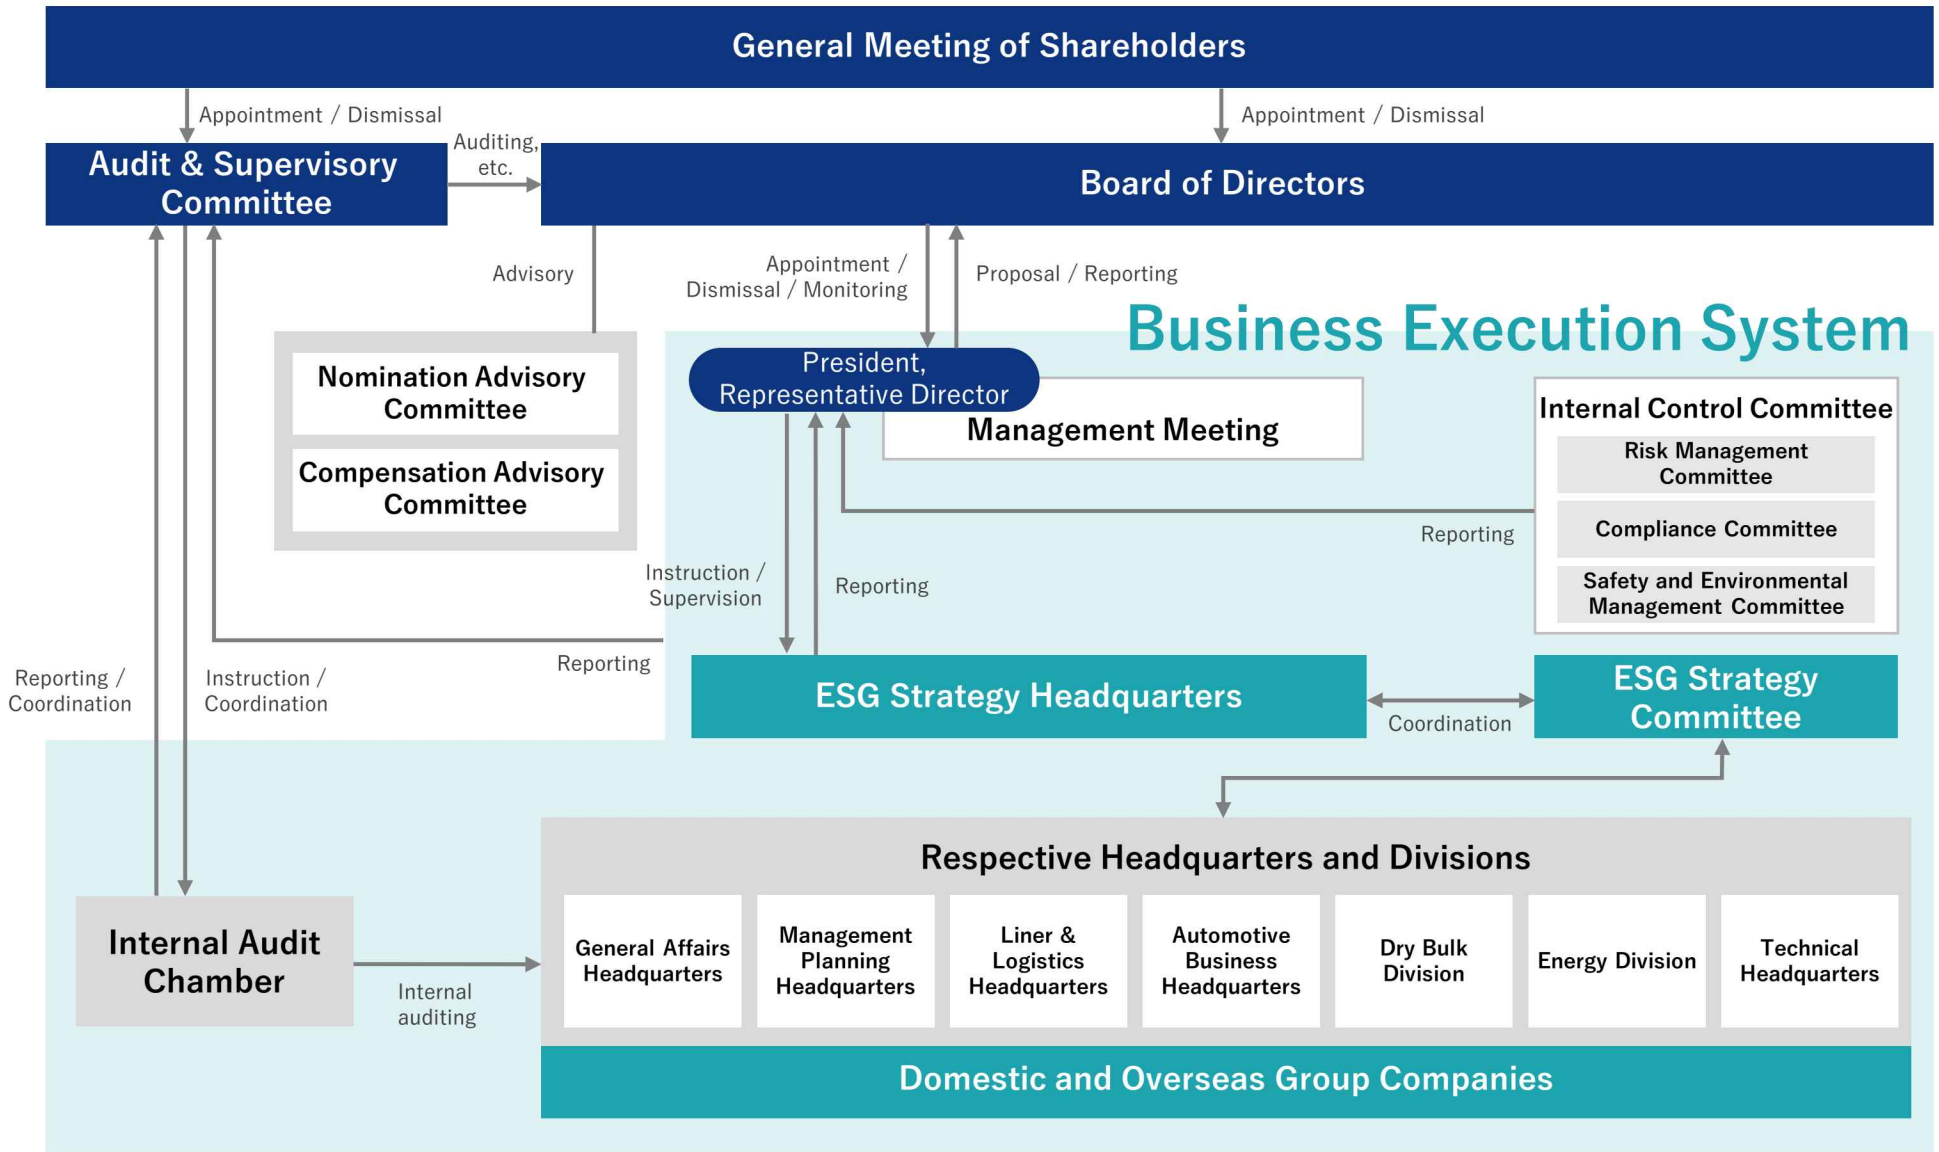 General Meeting of Shareholders
Appointment / Dismissal
Appointment / Dismissal
Audit & Supervisory
Committee
Auditing,
etc.
Board of Directors
Advisory
Appointment /
Dismissal / Monitoring
Proposal / Reporting
Business Execution System
Nomination Advisory
Committee
Compensation Advisory
Committee
President,
Representative Director
Management Meeting
Internal Control Committee
Risk Management
Committee
Compliance Committee
Safety and Environmental
Management Committee
Reporting
Instruction /
Supervision
Reporting
Reporting
Reporting /
Coordination
Instruction /
Coordination
ESG Strategy Headquarters
Coordination
ESG Strategy
Committee
Respective Headquarters and Divisions
Internal Audit
Chamber
Internal
auditing
General Affairs
Headquarters
Management
Planning
Headquarters
Liner &
Logistics
Headquarters
Automotive
Business
Headquarters
Dry Bulk
Division
Energy Division
Technical
Headquarters
Domestic and Overseas Group Companies